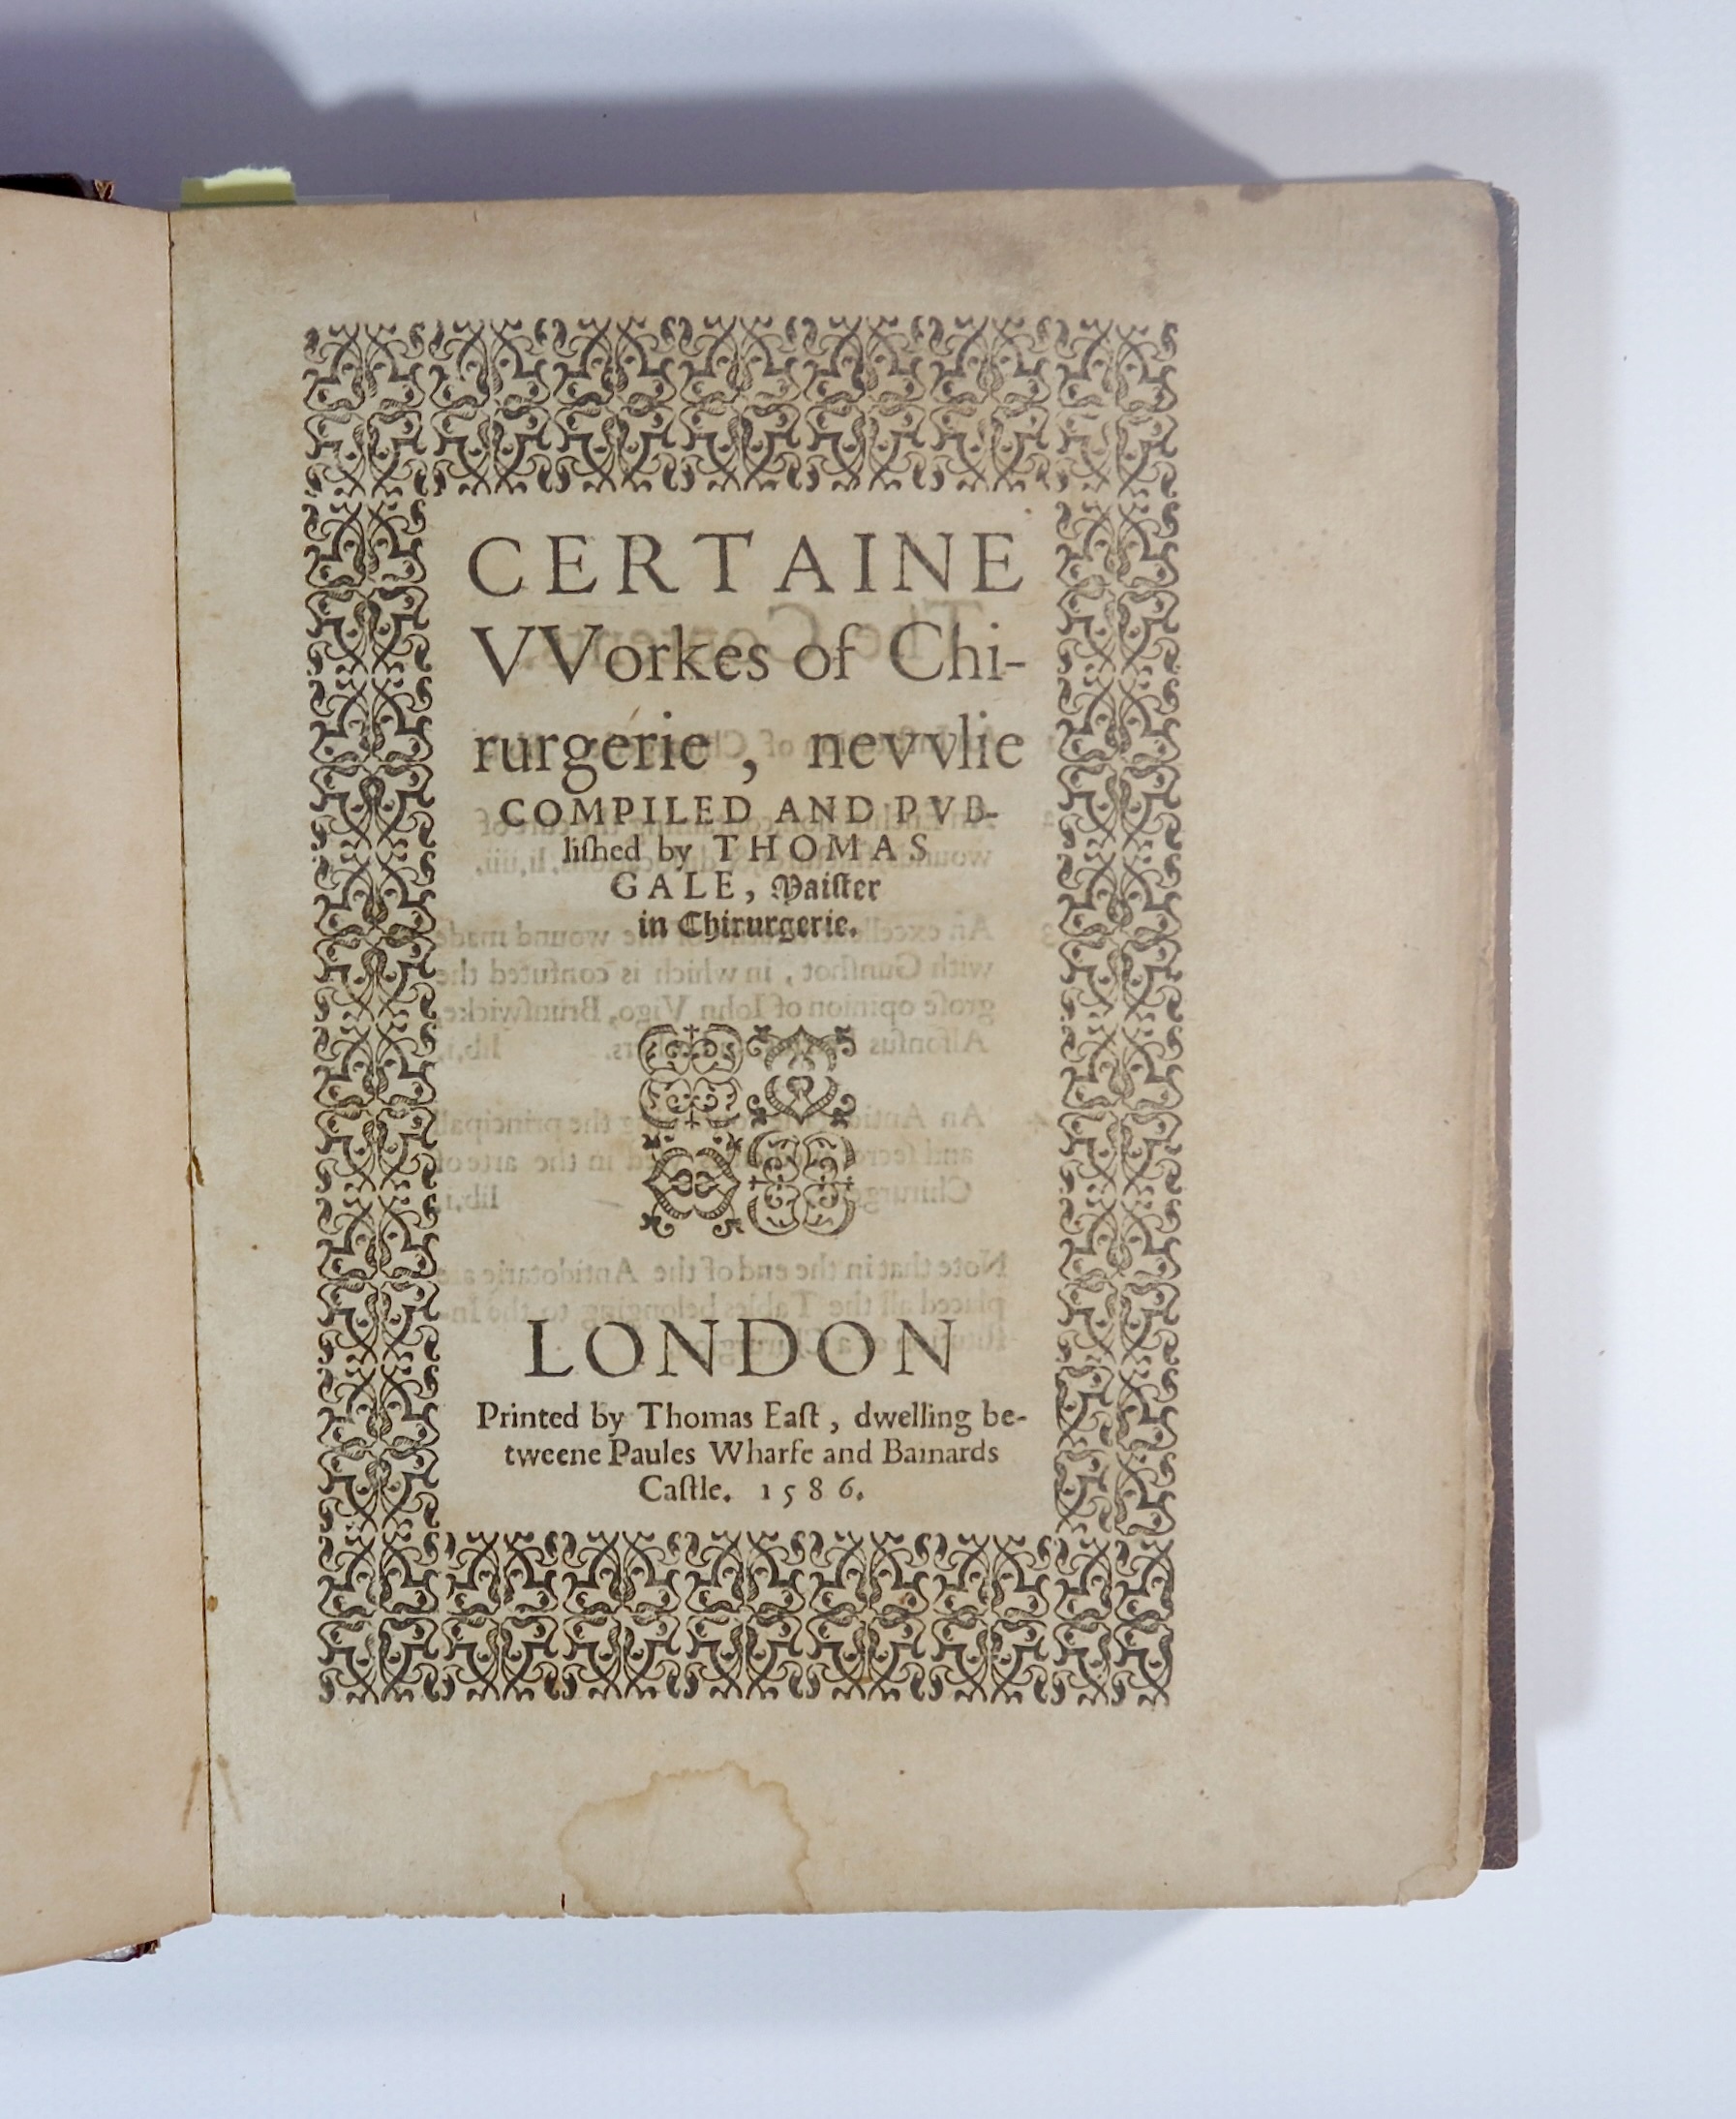 CERTAINE
VVorkes of Chi-
rurgerie, nevvlie
COMPILED AND PVB-
liſhed by THOMAS
GALE, Maiſter
in Chirurgerie.
LONDON
Printed by Thomas Eaſt, dwelling be-
tweene Paules Wharfe and Bainards
Caſtle. 1586.